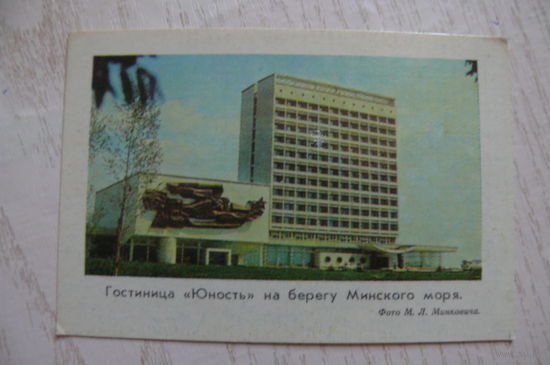 Гостиница «Юность» на берегу Минского моря.
Фото М. Л. Минковича.